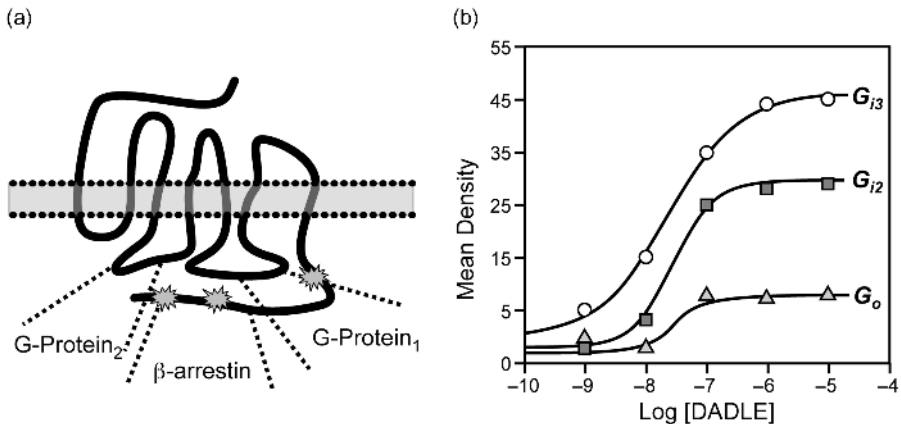 (a)
G-Protein2
β-arrestin
G-Protein1
(b)
Mean Density
55
45
35
25
15
5
0
Gi3
Gi2
Go
–10
–9
–8
–7
–6
–5
–4
Log [DADLE]